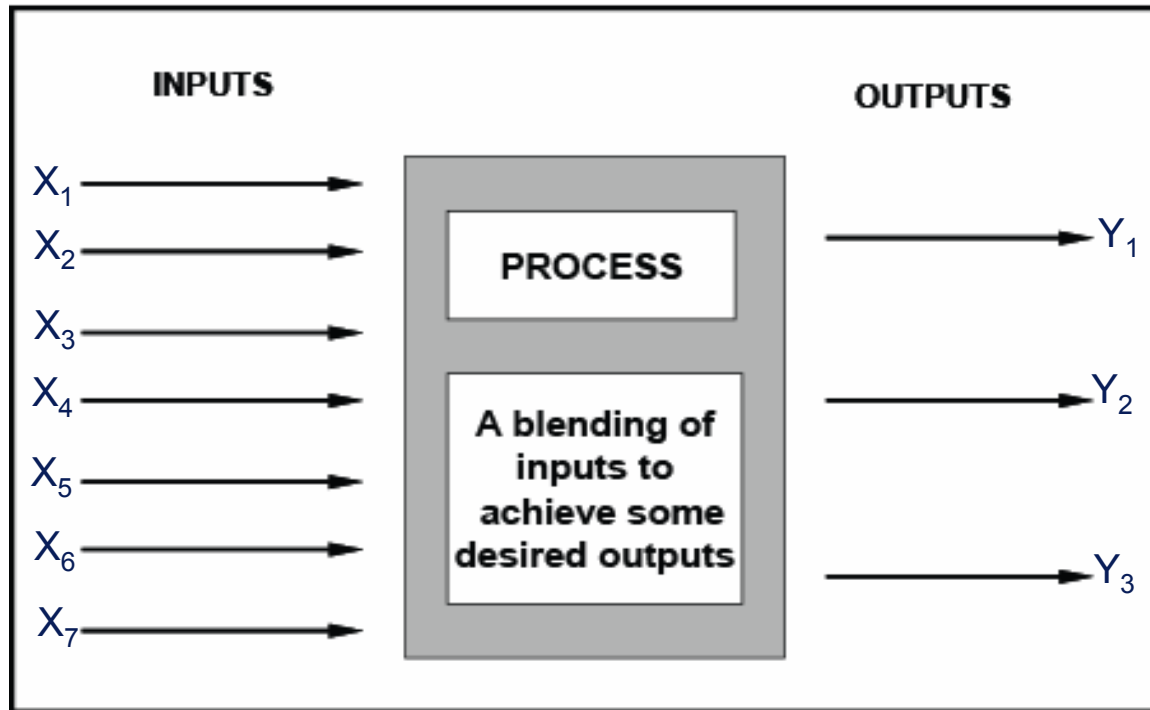 INPUTS
OUTPUTS
X₁
X₂
X₃
X₄
X₅
X₆
X₇
PROCESS
A blending of
inputs to
achieve some
desired outputs
Y₁
Y₂
Y₃